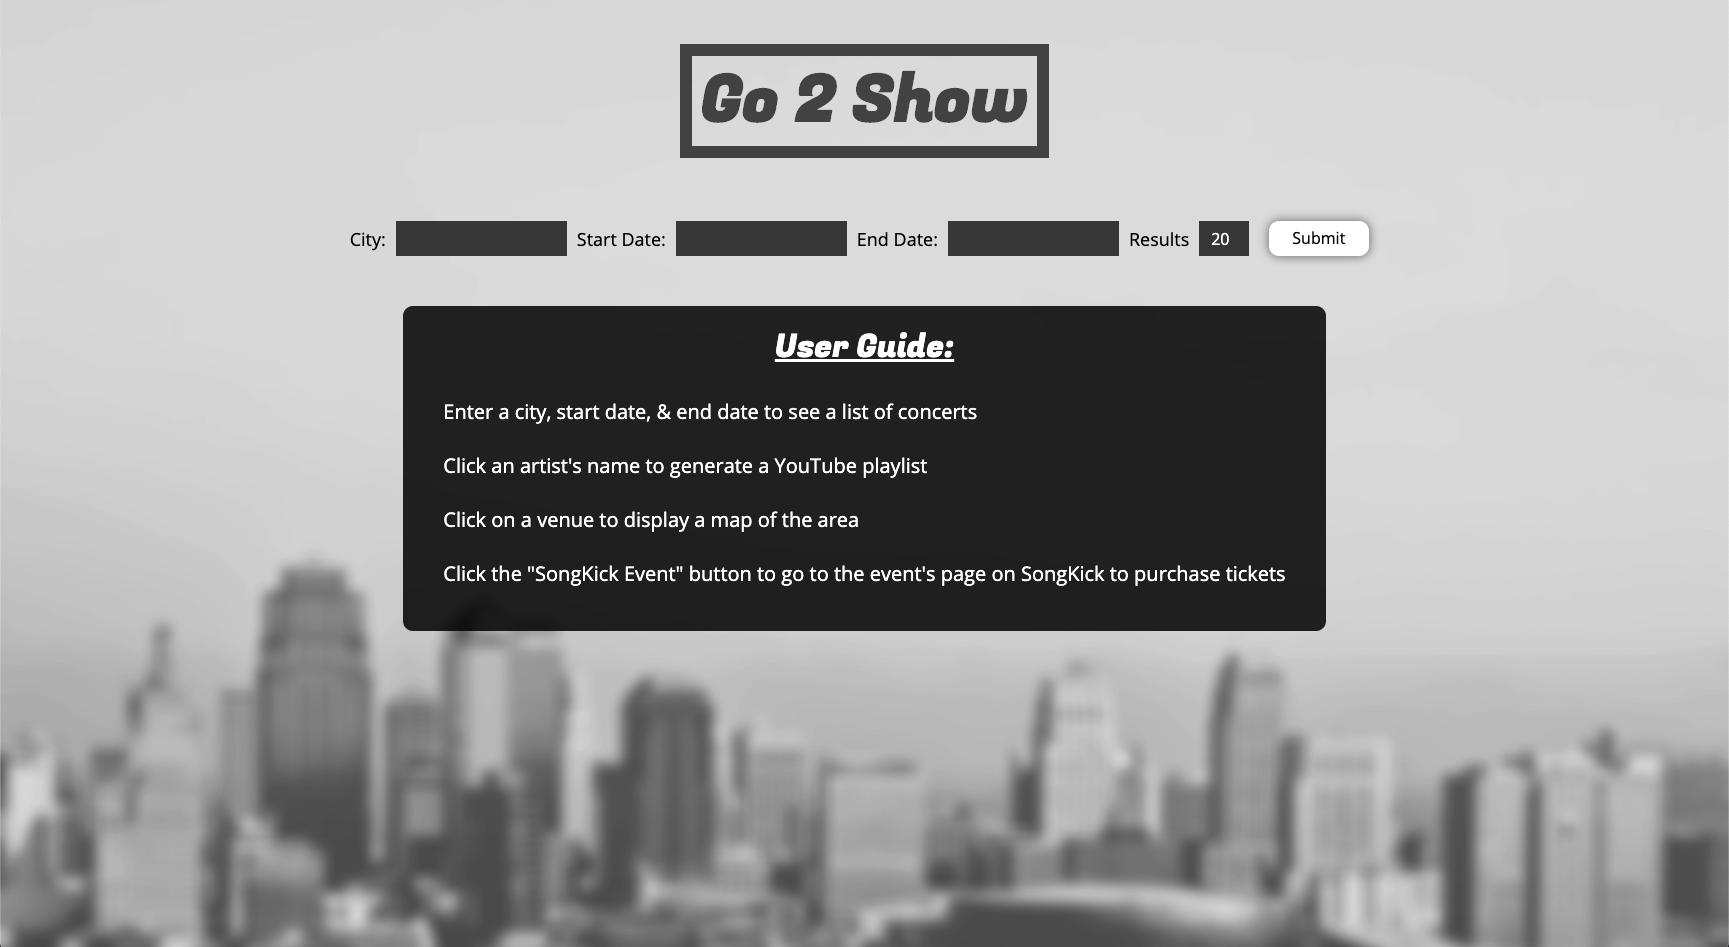 Go 2 Show
City: Start Date: End Date: Results 20 Submit
User Guide:
Enter a city, start date, & end date to see a list of concerts
Click an artist's name to generate a YouTube playlist
Click on a venue to display a map of the area
Click the "SongKick Event" button to go to the event's page on SongKick to purchase tickets